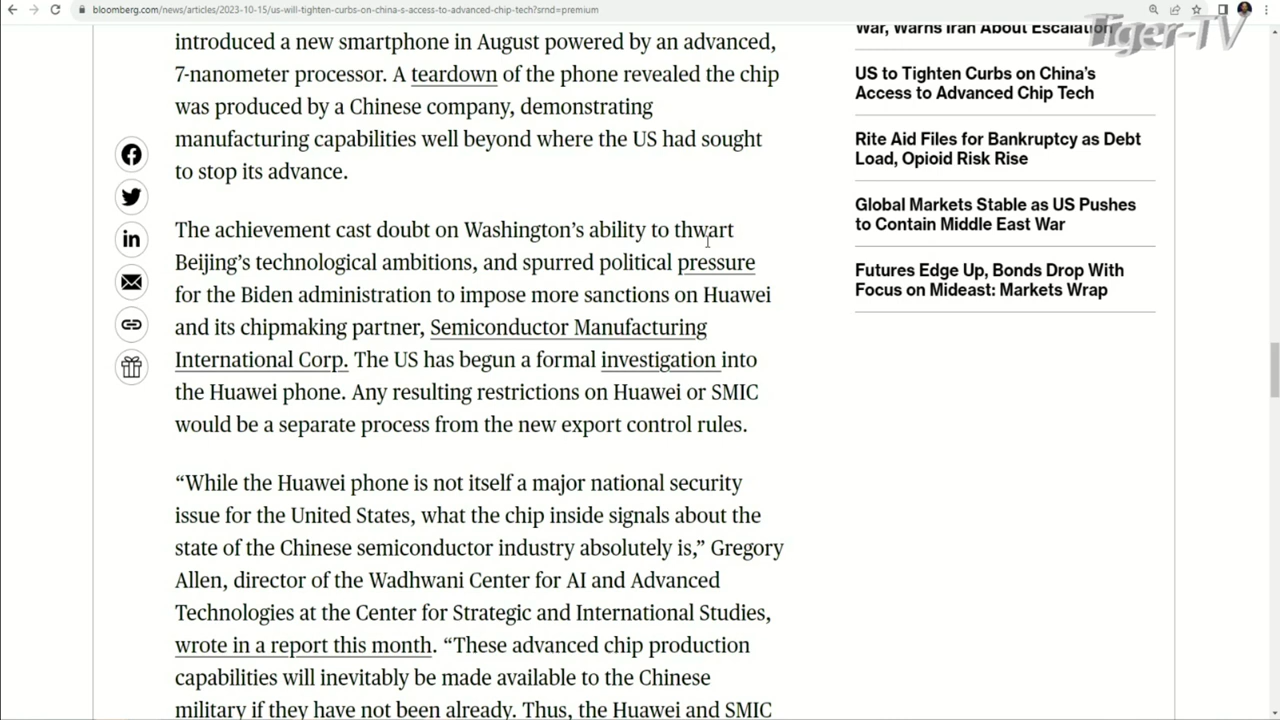 bloomberg.com/news/articles/2023-10-15/us-will-tighten-curbs-on-china-s-access-to-advanced-chip-tech?srnd=premium
Tiger-TV
introduced a new smartphone in August powered by an advanced,
7-nanometer processor. A teardown of the phone revealed the chip
was produced by a Chinese company, demonstrating
manufacturing capabilities well beyond where the US had sought
to stop its advance.
The achievement cast doubt on Washington’s ability to thwart
Beijing’s technological ambitions, and spurred political pressure
for the Biden administration to impose more sanctions on Huawei
and its chipmaking partner, Semiconductor Manufacturing
International Corp. The US has begun a formal investigation into
the Huawei phone. Any resulting restrictions on Huawei or SMIC
would be a separate process from the new export control rules.
“While the Huawei phone is not itself a major national security
issue for the United States, what the chip inside signals about the
state of the Chinese semiconductor industry absolutely is,” Gregory
Allen, director of the Wadhwani Center for AI and Advanced
Technologies at the Center for Strategic and International Studies,
wrote in a report this month. “These advanced chip production
capabilities will inevitably be made available to the Chinese
military if they have not been already. Thus, the Huawei and SMIC
War, Warns Iran About Escalation
US to Tighten Curbs on China’s
Access to Advanced Chip Tech
Rite Aid Files for Bankruptcy as Debt
Load, Opioid Risk Rise
Global Markets Stable as US Pushes
to Contain Middle East War
Futures Edge Up, Bonds Drop With
Focus on Mideast: Markets Wrap